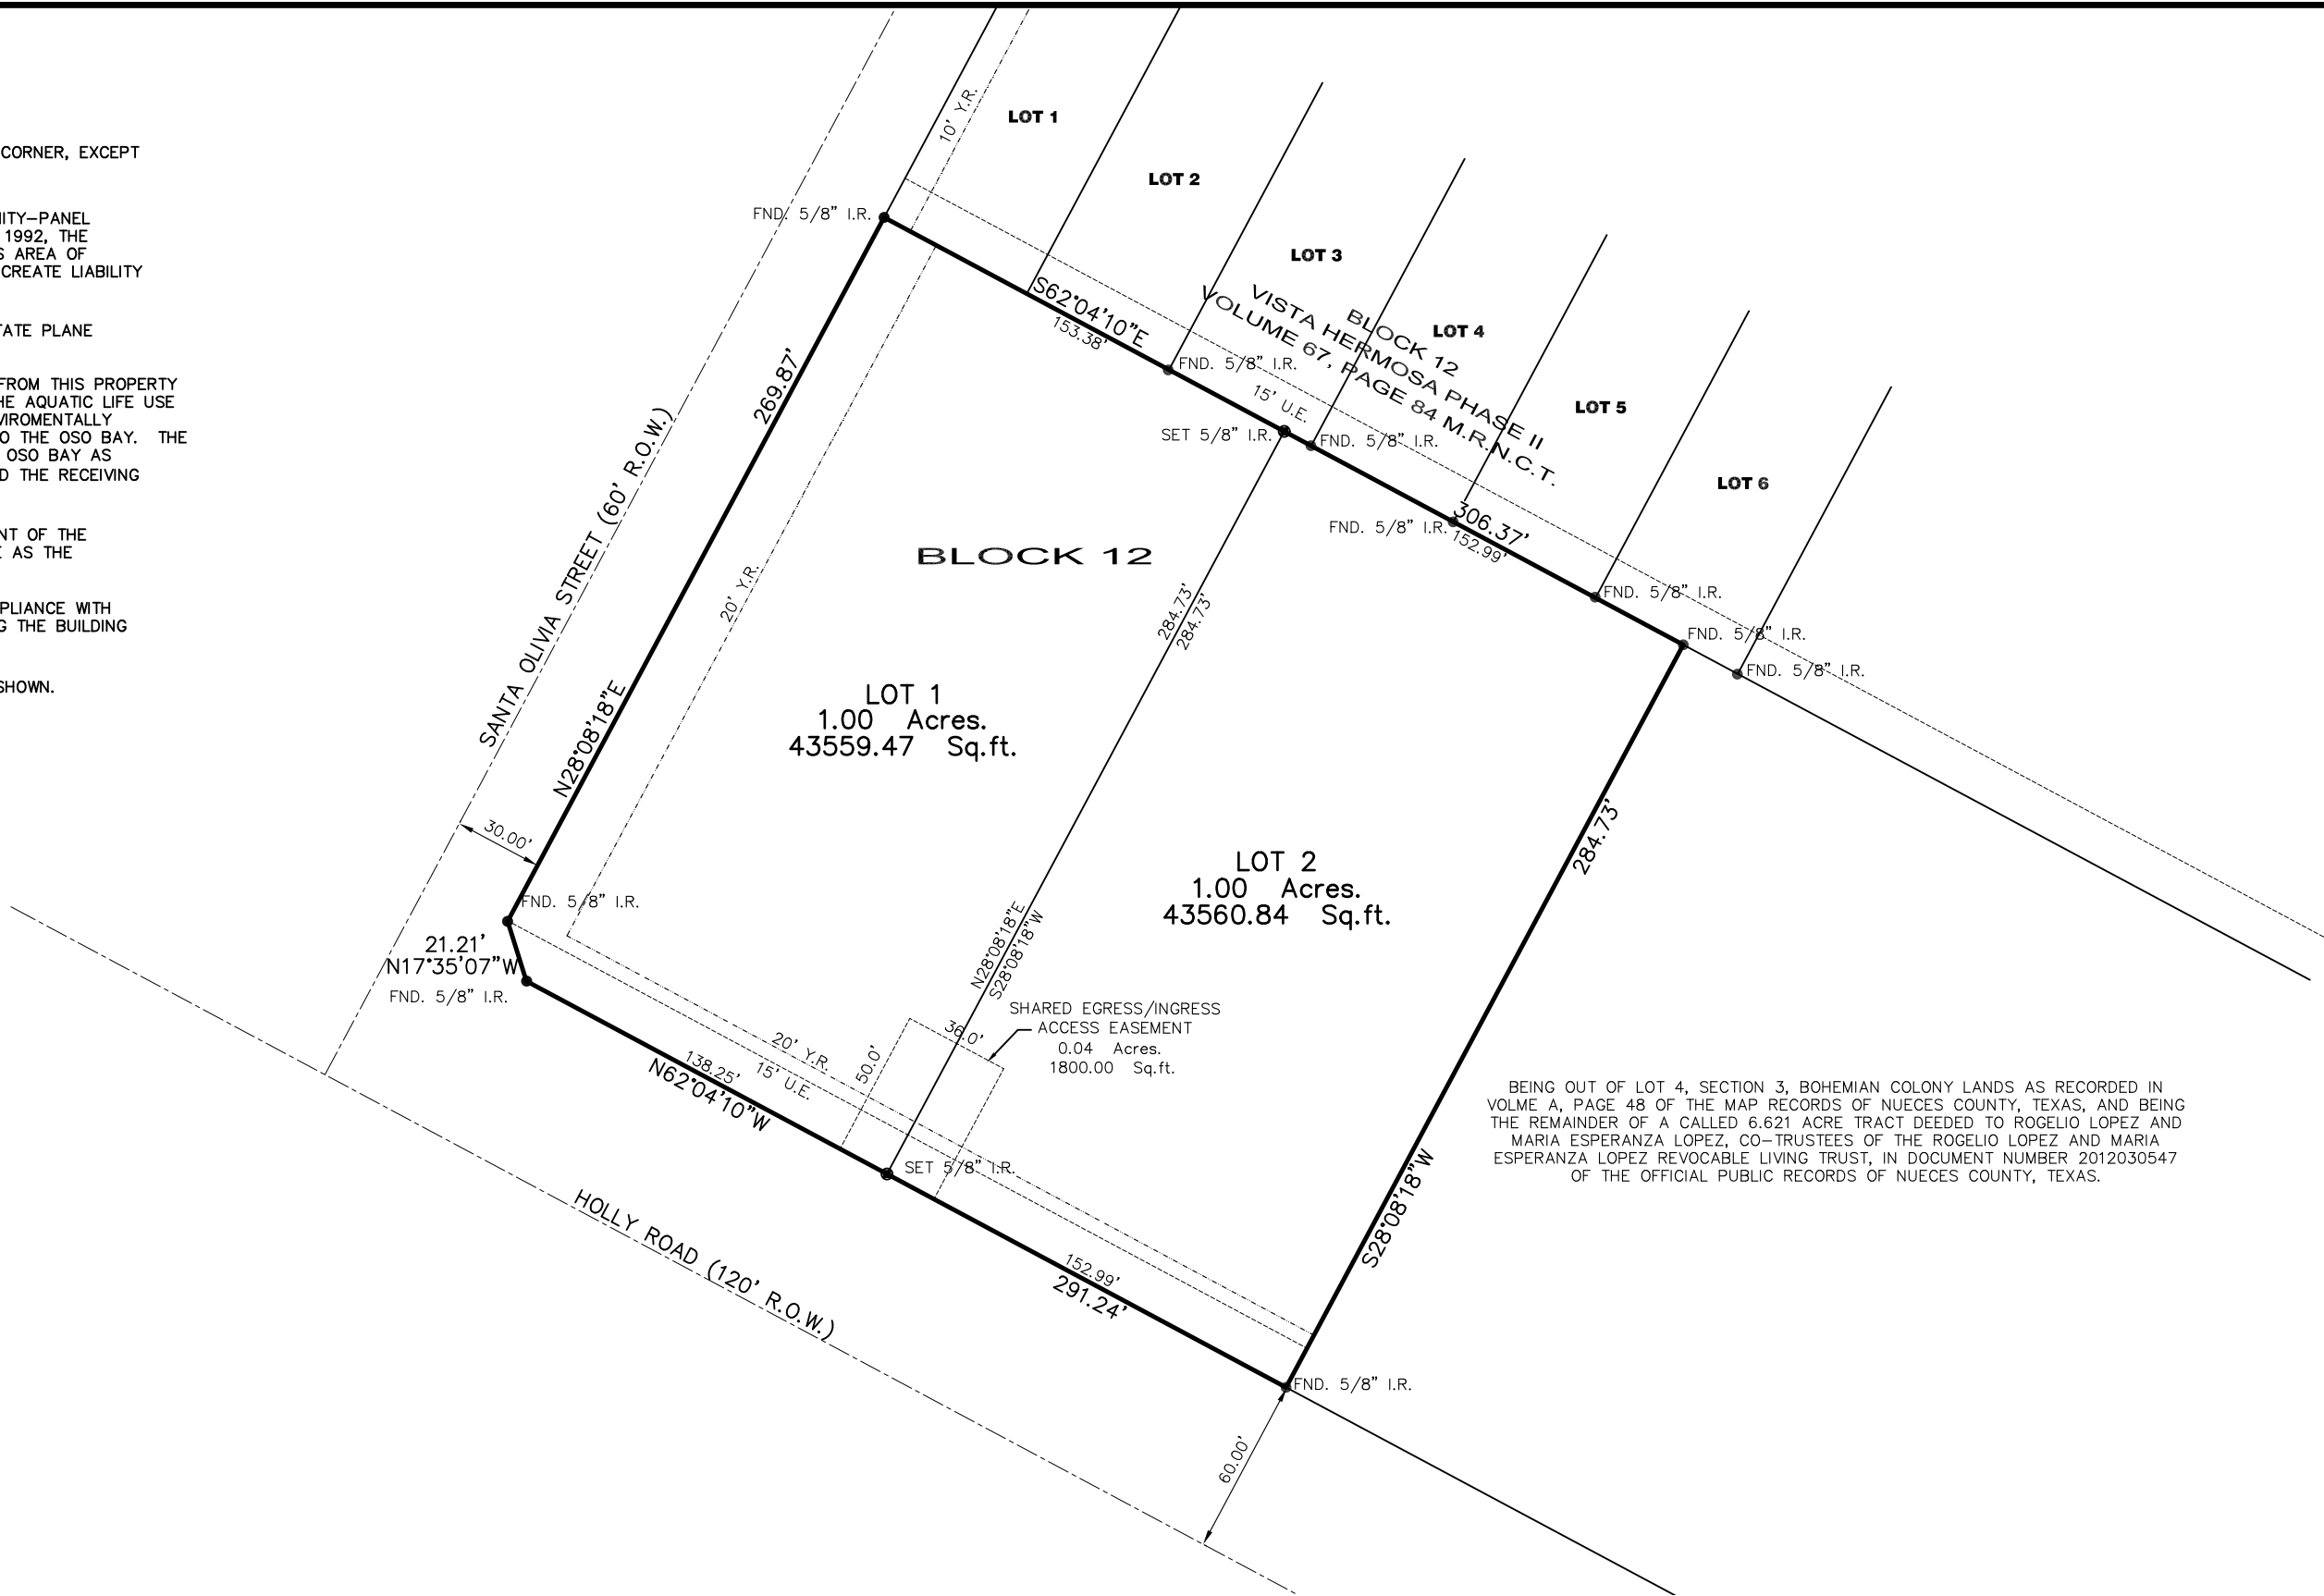 CORNER, EXCEPT
NITY-PANEL
1992, THE
S AREA OF
CREATE LIABILITY
TATE PLANE
FROM THIS PROPERTY
HE AQUATIC LIFE USE
VIROMENTALLY
O THE OSO BAY. THE
OSO BAY AS
D THE RECEIVING
NT OF THE
E AS THE
PLIANCE WITH
G THE BUILDING
SHOWN.
10' Y.R.
LOT 1
LOT 2
LOT 3
LOT 4
LOT 5
LOT 6
BLOCK 12
VISTA HERMOSA PHASE II
VOLUME 67, PAGE 84 M.R.N.C.T.
FND. 5/8" I.R.
S62°04'10"E
153.38'
FND. 5/8" I.R.
15' U.E.
SET 5/8" I.R.
FND. 5/8" I.R.
FND. 5/8" I.R.
306.37'
152.99'
FND. 5/8" I.R.
FND. 5/8" I.R.
FND. 5/8" I.R.
269.87'
N28°08'18"E
SANTA OLIVIA STREET (60' R.O.W.)
20' Y.R.
BLOCK 12
284.73'
284.73'
LOT 1
1.00 Acres.
43559.47 Sq.ft.
30.00'
LOT 2
1.00 Acres.
43560.84 Sq.ft.
284.73'
S28°08'18"W
FND. 5/8" I.R.
21.21'
N17°35'07"W
FND. 5/8" I.R.
N28°08'18"E
S28°08'18"W
SHARED EGRESS/INGRESS
ACCESS EASEMENT
0.04 Acres.
1800.00 Sq.ft.
36.0'
50.0'
20' Y.R.
15' U.E.
138.25'
N62°04'10"W
SET 5/8" I.R.
152.99'
291.24'
HOLLY ROAD (120' R.O.W.)
FND. 5/8" I.R.
60.00'
BEING OUT OF LOT 4, SECTION 3, BOHEMIAN COLONY LANDS AS RECORDED IN
VOLME A, PAGE 48 OF THE MAP RECORDS OF NUECES COUNTY, TEXAS, AND BEING
THE REMAINDER OF A CALLED 6.621 ACRE TRACT DEEDED TO ROGELIO LOPEZ AND
MARIA ESPERANZA LOPEZ, CO-TRUSTEES OF THE ROGELIO LOPEZ AND MARIA
ESPERANZA LOPEZ REVOCABLE LIVING TRUST, IN DOCUMENT NUMBER 2012030547
OF THE OFFICIAL PUBLIC RECORDS OF NUECES COUNTY, TEXAS.